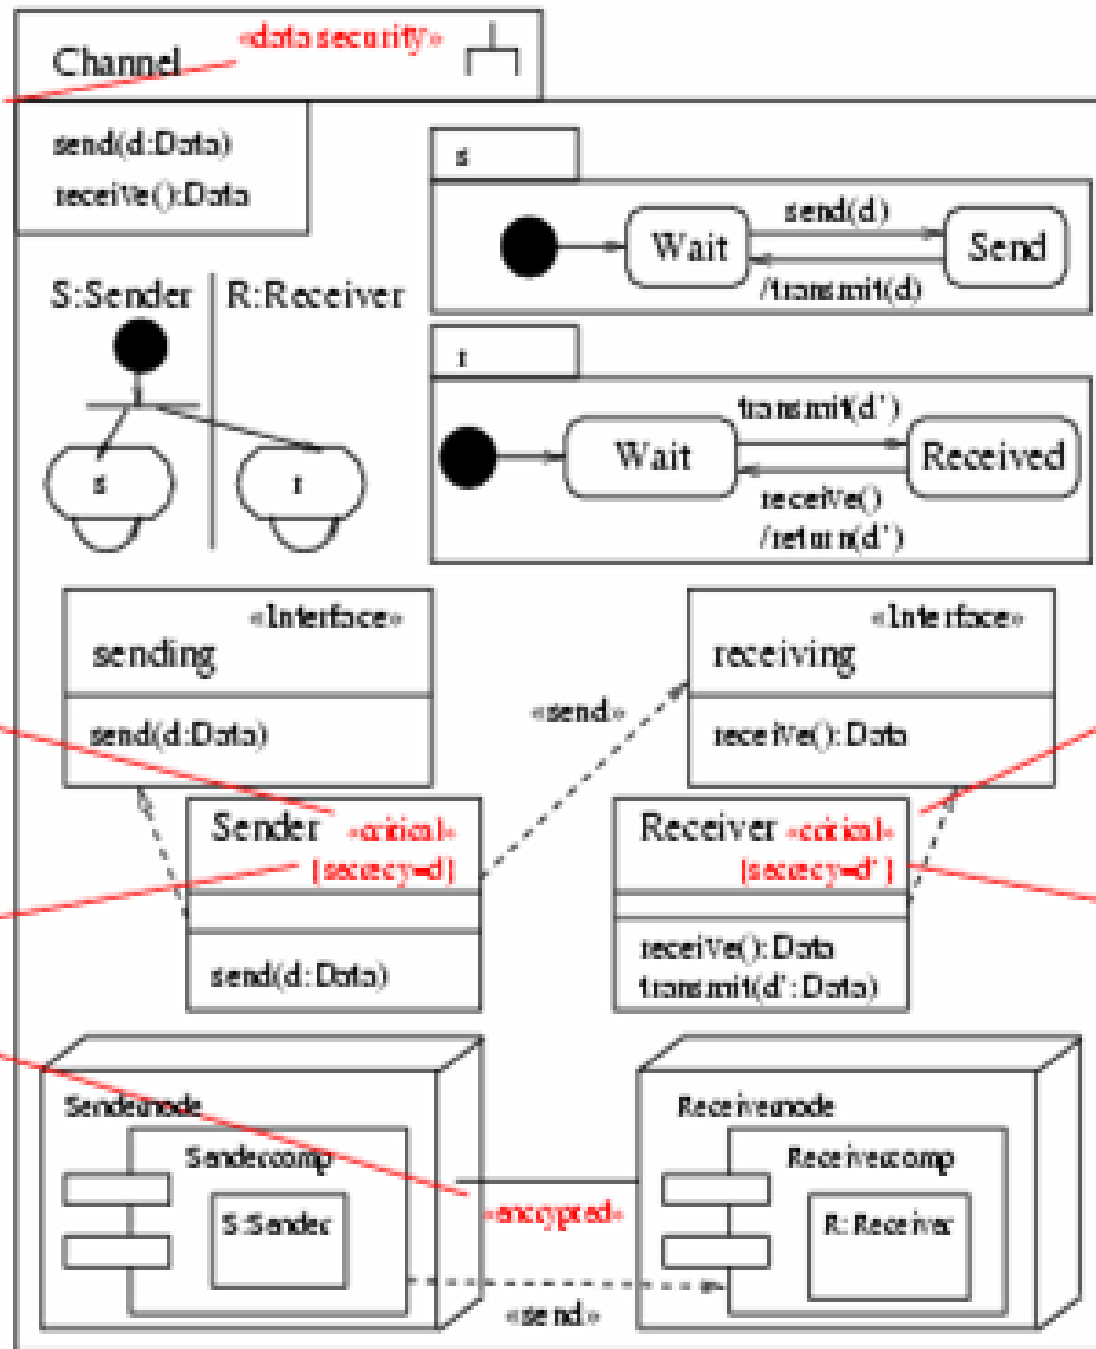 «data security»
Channel
send(d:Data)
receive():Data
s
send(d)
Wait
Send
/transmit(d)
S:Sender
R:Receiver
r
transmit(d')
Wait
Received
receive()
/return(d')
s
r
«Interface»
sending
send(d:Data)
«Interface»
receiving
receive():Data
«send»
Sender «critical»
{secrecy=d}
send(d:Data)
Receiver «critical»
{secrecy=d'}
receive():Data
transmit(d':Data)
Sendernode
Sendercomp
S:Sender
«encrypted»
«send»
Receivernode
Receivercomp
R:Receiver